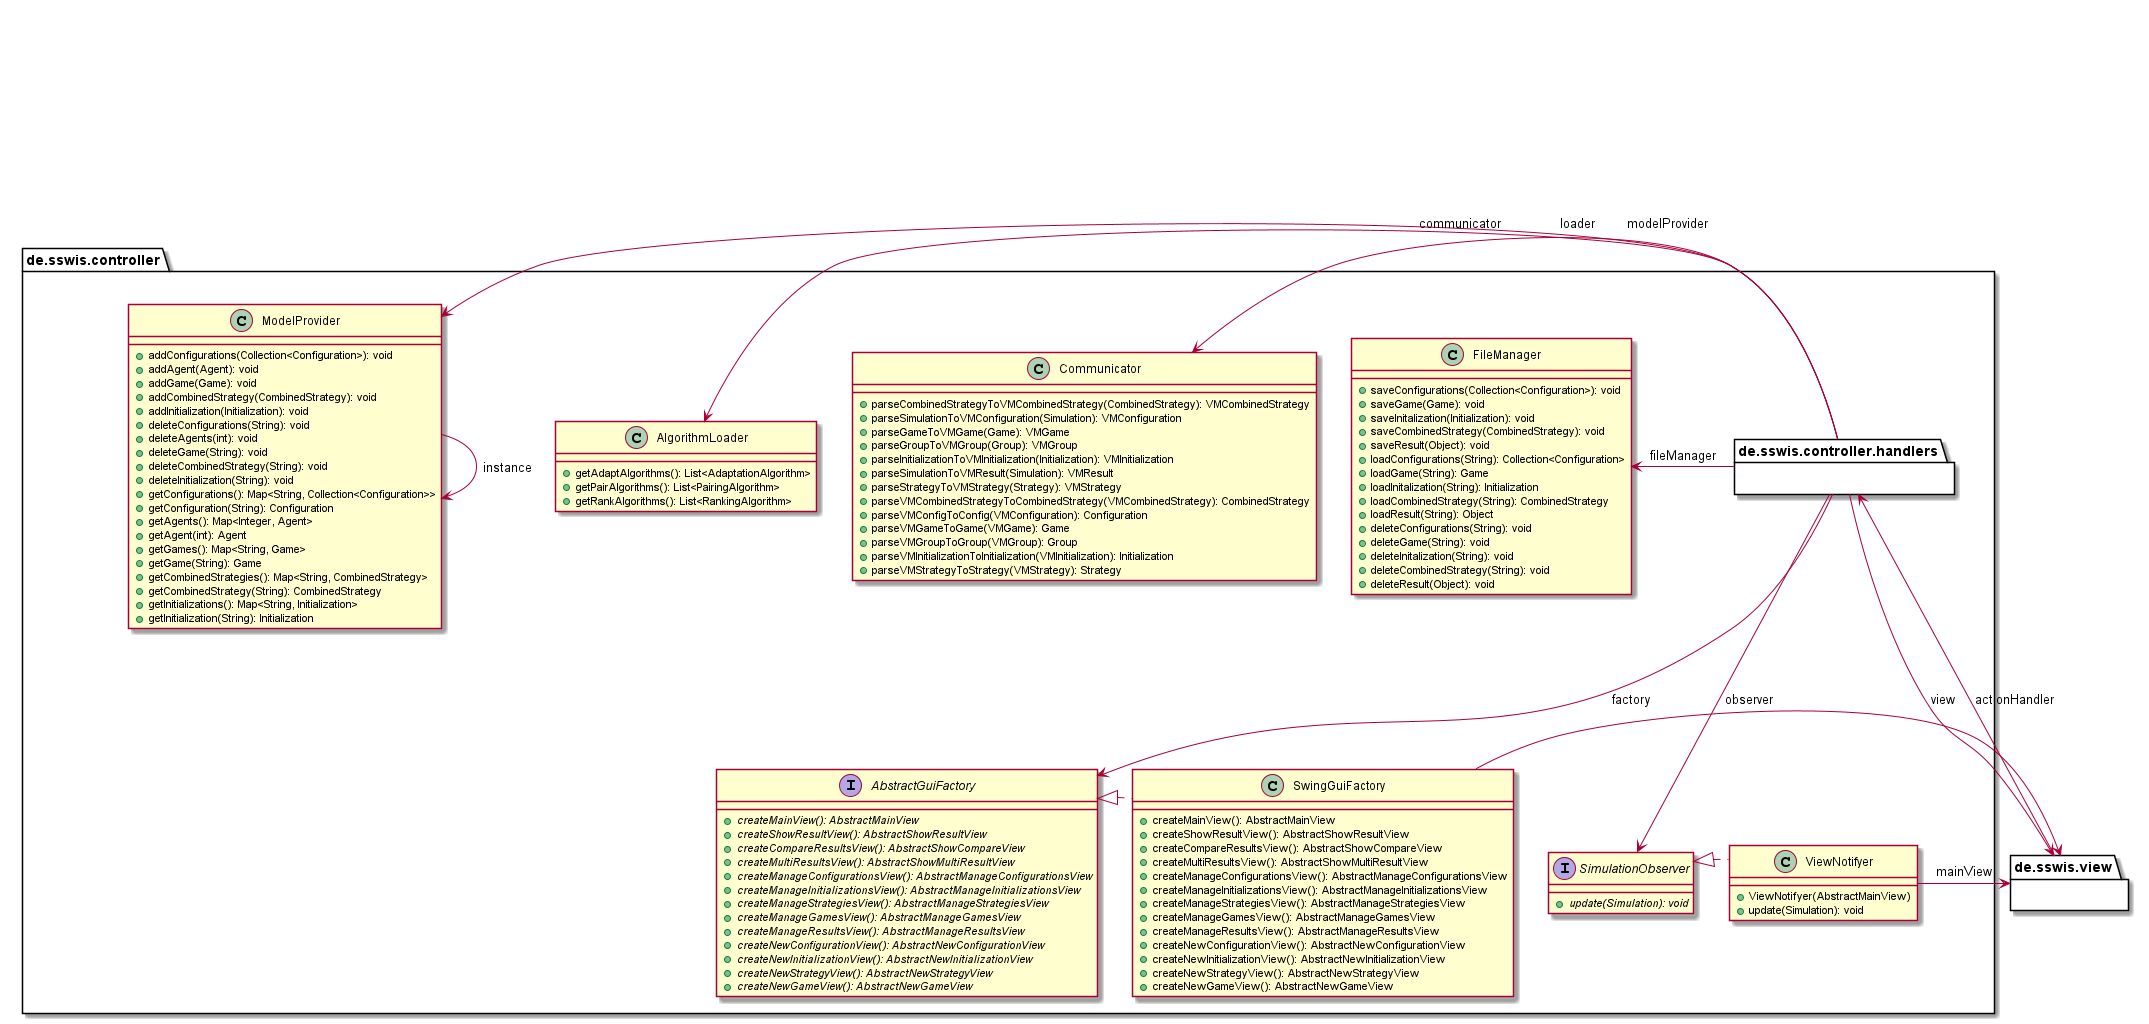 communicator
loader
modelProvider
de.sswis.controller
ModelProvider
addConfigurations(Collection<Configuration>): void
addAgent(Agent): void
addGame(Game): void
addCombinedStrategy(CombinedStrategy): void
addInitialization(Initialization): void
deleteConfigurations(String): void
deleteAgents(int): void
deleteGame(String): void
deleteCombinedStrategy(String): void
deleteInitialization(String): void
getConfigurations(): Map<String, Collection<Configuration>>
getConfiguration(String): Configuration
getAgents(): Map<Integer, Agent>
getAgent(int): Agent
getGames(): Map<String, Game>
getGame(String): Game
getCombinedStrategies(): Map<String, CombinedStrategy>
getCombinedStrategy(String): CombinedStrategy
getInitializations(): Map<String, Initialization>
getInitialization(String): Initialization
instance
AlgorithmLoader
getAdaptAlgorithms(): List<AdaptationAlgorithm>
getPairAlgorithms(): List<PairingAlgorithm>
getRankAlgorithms(): List<RankingAlgorithm>
Communicator
parseCombinedStrategyToVMCombinedStrategy(CombinedStrategy): VMCombinedStrategy
parseSimulationToVMConfiguration(Simulation): VMConfiguration
parseGameToVMGame(Game): VMGame
parseGroupToVMGroup(Group): VMGroup
parseInitializationToVMInitialization(Initialization): VMInitialization
parseSimulationToVMResult(Simulation): VMResult
parseStrategyToVMStrategy(Strategy): VMStrategy
parseVMCombinedStrategyToCombinedStrategy(VMCombinedStrategy): CombinedStrategy
parseVMConfigToConfig(VMConfiguration): Configuration
parseVMGameToGame(VMGame): Game
parseVMGroupToGroup(VMGroup): Group
parseVMInitializationToInitialization(VMInitialization): Initialization
parseVMStrategyToStrategy(VMStrategy): Strategy
FileManager
saveConfigurations(Collection<Configuration>): void
saveGame(Game): void
saveInitalization(Initialization): void
saveCombinedStrategy(CombinedStrategy): void
saveResult(Object): void
loadConfigurations(String): Collection<Configuration>
loadGame(String): Game
loadInitalization(String): Initialization
loadCombinedStrategy(String): CombinedStrategy
loadResult(String): Object
deleteConfigurations(String): void
deleteGame(String): void
deleteInitalization(String): void
deleteCombinedStrategy(String): void
deleteResult(Object): void
fileManager
de.sswis.controller.handlers
factory
observer
view
actionHandler
AbstractGuiFactory
createMainView(): AbstractMainView
createShowResultView(): AbstractShowResultView
createCompareResultsView(): AbstractShowCompareView
createMultiResultsView(): AbstractShowMultiResultView
createManageConfigurationsView(): AbstractManageConfigurationsView
createManageInitializationsView(): AbstractManageInitializationsView
createManageStrategiesView(): AbstractManageStrategiesView
createManageGamesView(): AbstractManageGamesView
createManageResultsView(): AbstractManageResultsView
createNewConfigurationView(): AbstractNewConfigurationView
createNewInitializationView(): AbstractNewInitializationView
createNewStrategyView(): AbstractNewStrategyView
createNewGameView(): AbstractNewGameView
SwingGuiFactory
createMainView(): AbstractMainView
createShowResultView(): AbstractShowResultView
createCompareResultsView(): AbstractShowCompareView
createMultiResultsView(): AbstractShowMultiResultView
createManageConfigurationsView(): AbstractManageConfigurationsView
createManageInitializationsView(): AbstractManageInitializationsView
createManageStrategiesView(): AbstractManageStrategiesView
createManageGamesView(): AbstractManageGamesView
createManageResultsView(): AbstractManageResultsView
createNewConfigurationView(): AbstractNewConfigurationView
createNewInitializationView(): AbstractNewInitializationView
createNewStrategyView(): AbstractNewStrategyView
createNewGameView(): AbstractNewGameView
SimulationObserver
update(Simulation): void
ViewNotifyer
ViewNotifyer(AbstractMainView)
update(Simulation): void
mainView
de.sswis.view